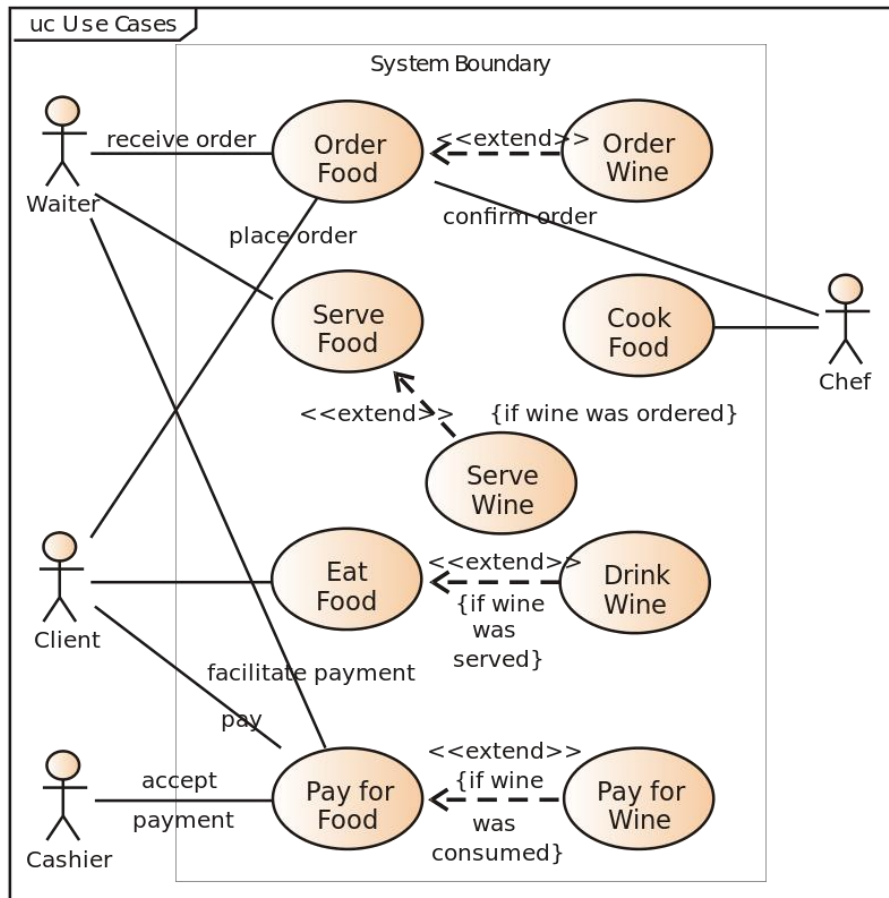 uc Use Cases
System Boundary
receive order
Order
Food
<<extend>>
Order
Wine
Waiter
place order
confirm order
Serve
Food
Cook
Food
Chef
<<extend>>
{if wine was ordered}
Serve
Wine
Client
Eat
Food
<<extend>>
{if wine
was
served}
Drink
Wine
facilitate payment
pay
Cashier
accept
payment
Pay for
Food
<<extend>>
{if wine
was
consumed}
Pay for
Wine